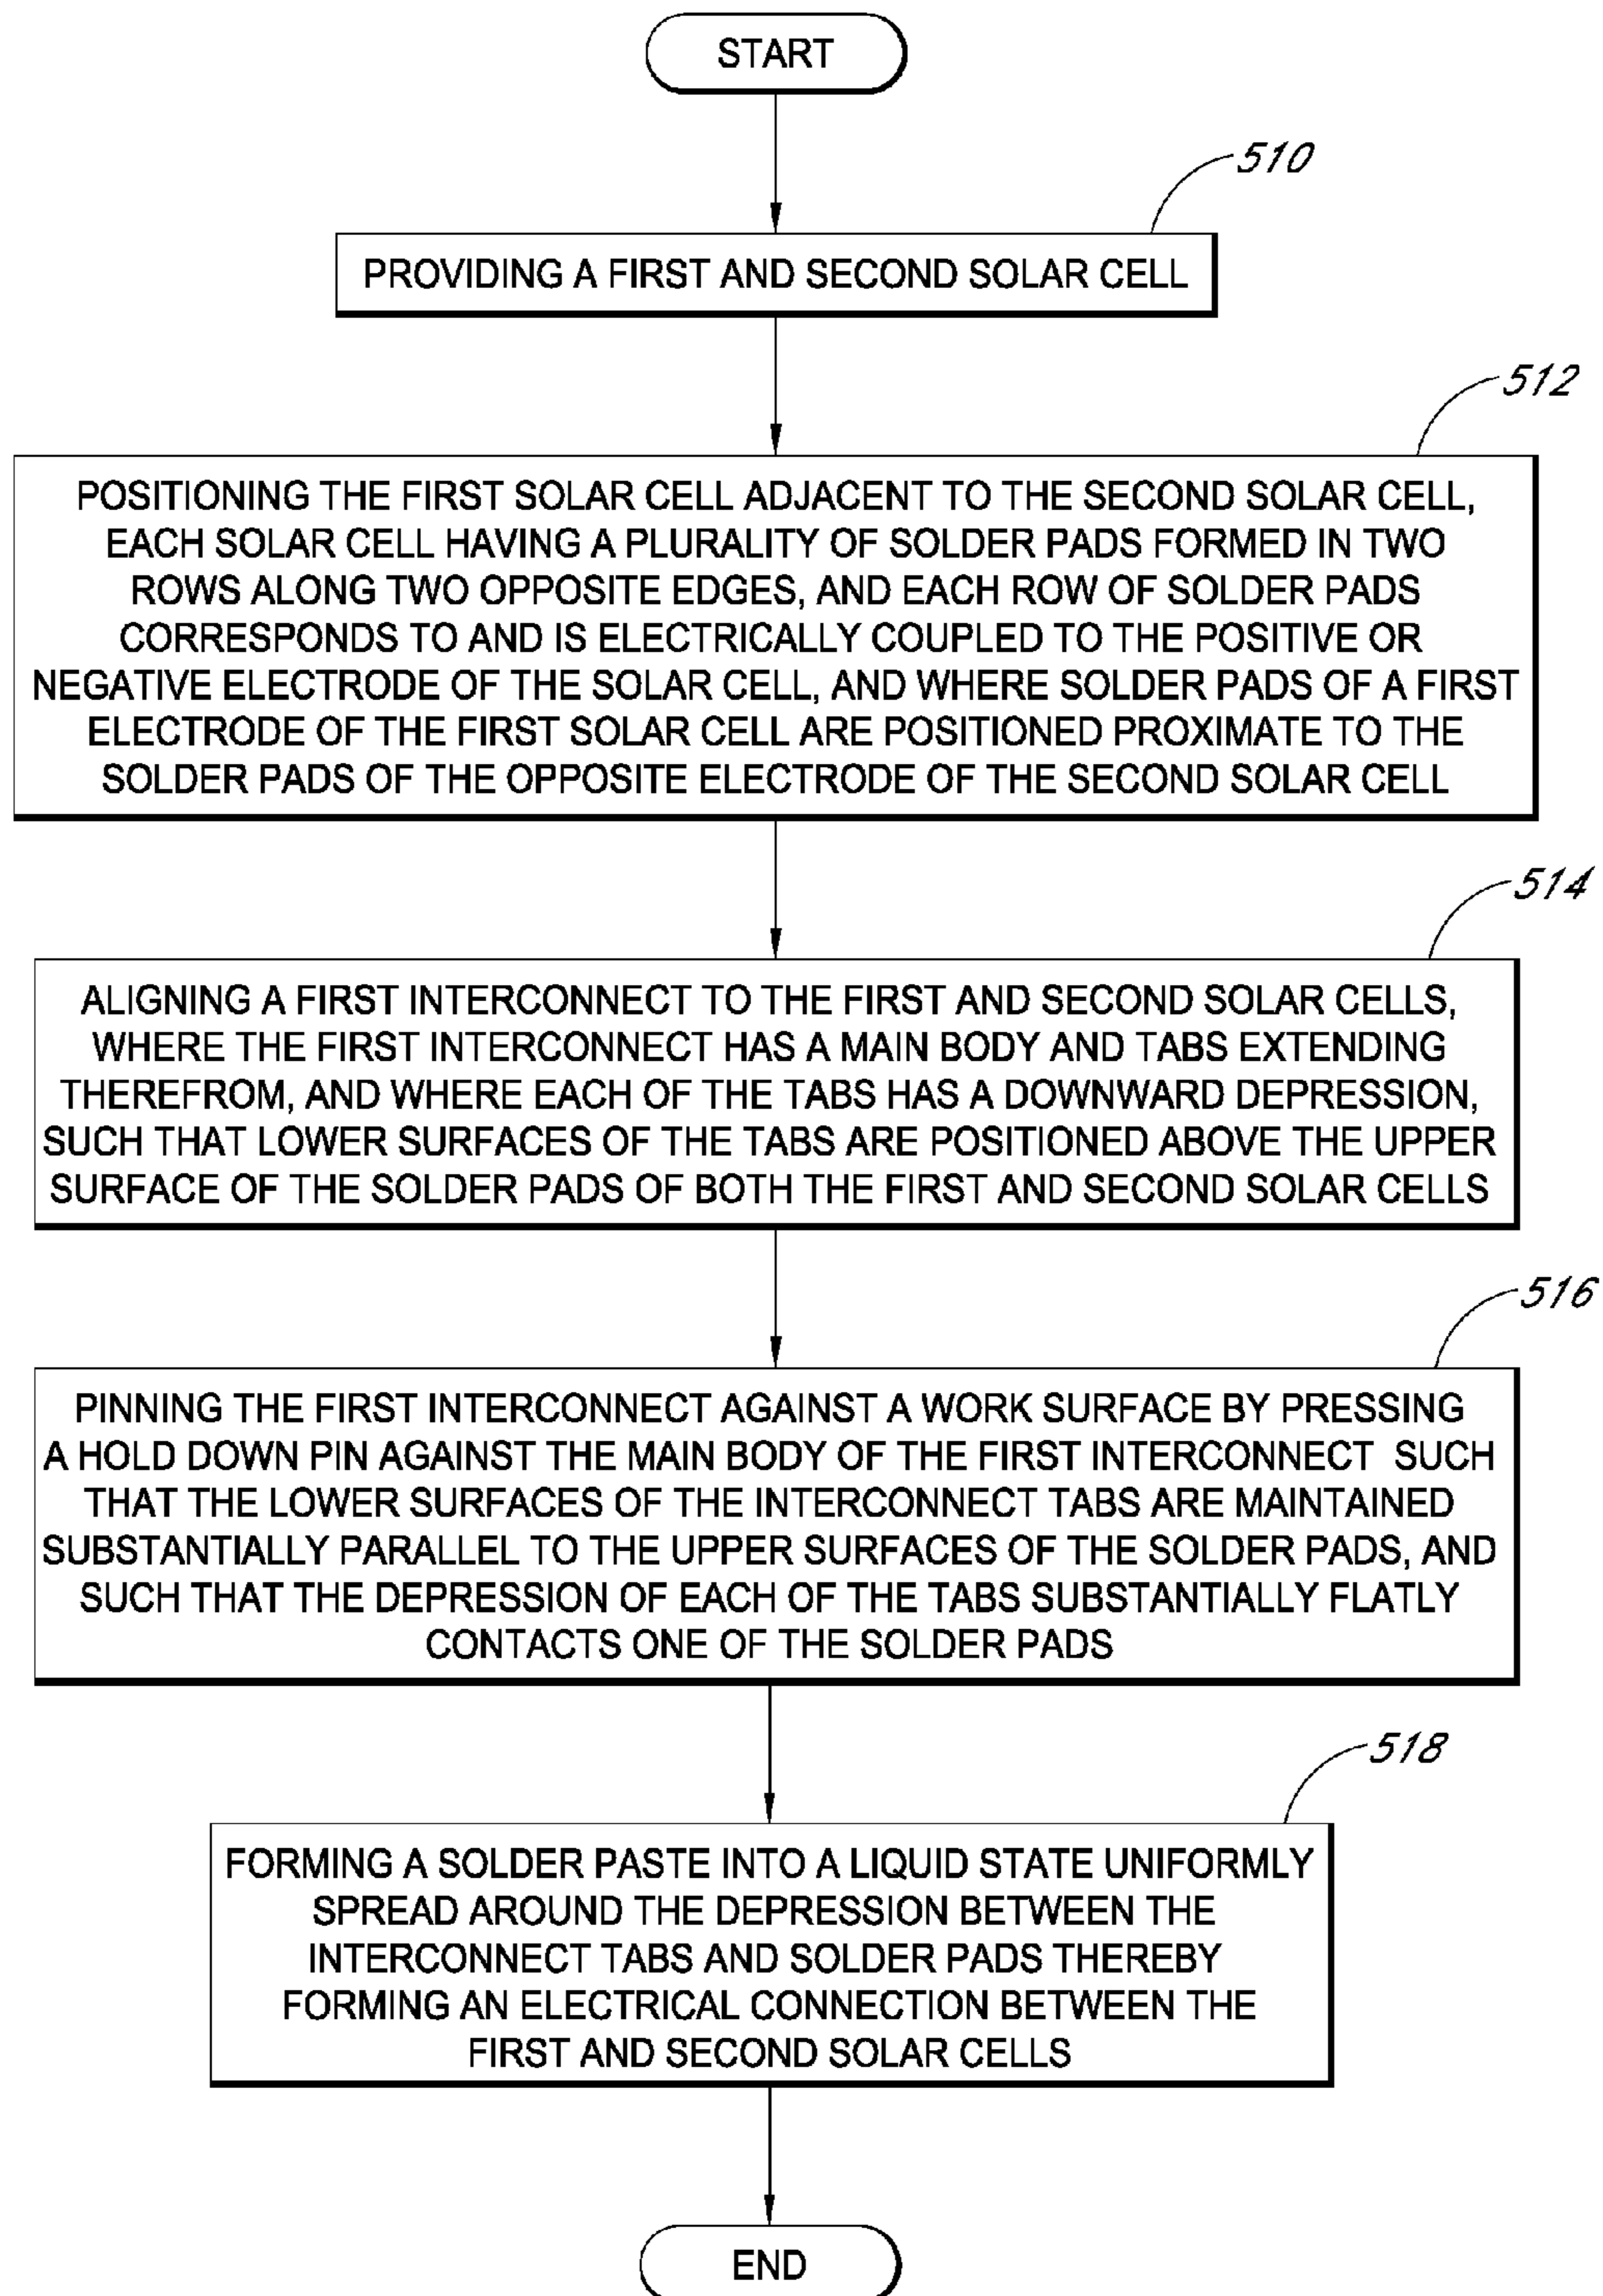 START
510
PROVIDING A FIRST AND SECOND SOLAR CELL
512
POSITIONING THE FIRST SOLAR CELL ADJACENT TO THE SECOND SOLAR CELL,
EACH SOLAR CELL HAVING A PLURALITY OF SOLDER PADS FORMED IN TWO
ROWS ALONG TWO OPPOSITE EDGES, AND EACH ROW OF SOLDER PADS
CORRESPONDS TO AND IS ELECTRICALLY COUPLED TO THE POSITIVE OR
NEGATIVE ELECTRODE OF THE SOLAR CELL, AND WHERE SOLDER PADS OF A FIRST
ELECTRODE OF THE FIRST SOLAR CELL ARE POSITIONED PROXIMATE TO THE
SOLDER PADS OF THE OPPOSITE ELECTRODE OF THE SECOND SOLAR CELL
514
ALIGNING A FIRST INTERCONNECT TO THE FIRST AND SECOND SOLAR CELLS,
WHERE THE FIRST INTERCONNECT HAS A MAIN BODY AND TABS EXTENDING
THEREFROM, AND WHERE EACH OF THE TABS HAS A DOWNWARD DEPRESSION,
SUCH THAT LOWER SURFACES OF THE TABS ARE POSITIONED ABOVE THE UPPER
SURFACE OF THE SOLDER PADS OF BOTH THE FIRST AND SECOND SOLAR CELLS
516
PINNING THE FIRST INTERCONNECT AGAINST A WORK SURFACE BY PRESSING
A HOLD DOWN PIN AGAINST THE MAIN BODY OF THE FIRST INTERCONNECT SUCH
THAT THE LOWER SURFACES OF THE INTERCONNECT TABS ARE MAINTAINED
SUBSTANTIALLY PARALLEL TO THE UPPER SURFACES OF THE SOLDER PADS, AND
SUCH THAT THE DEPRESSION OF EACH OF THE TABS SUBSTANTIALLY FLATLY
CONTACTS ONE OF THE SOLDER PADS
518
FORMING A SOLDER PASTE INTO A LIQUID STATE UNIFORMLY
SPREAD AROUND THE DEPRESSION BETWEEN THE
INTERCONNECT TABS AND SOLDER PADS THEREBY
FORMING AN ELECTRICAL CONNECTION BETWEEN THE
FIRST AND SECOND SOLAR CELLS
END